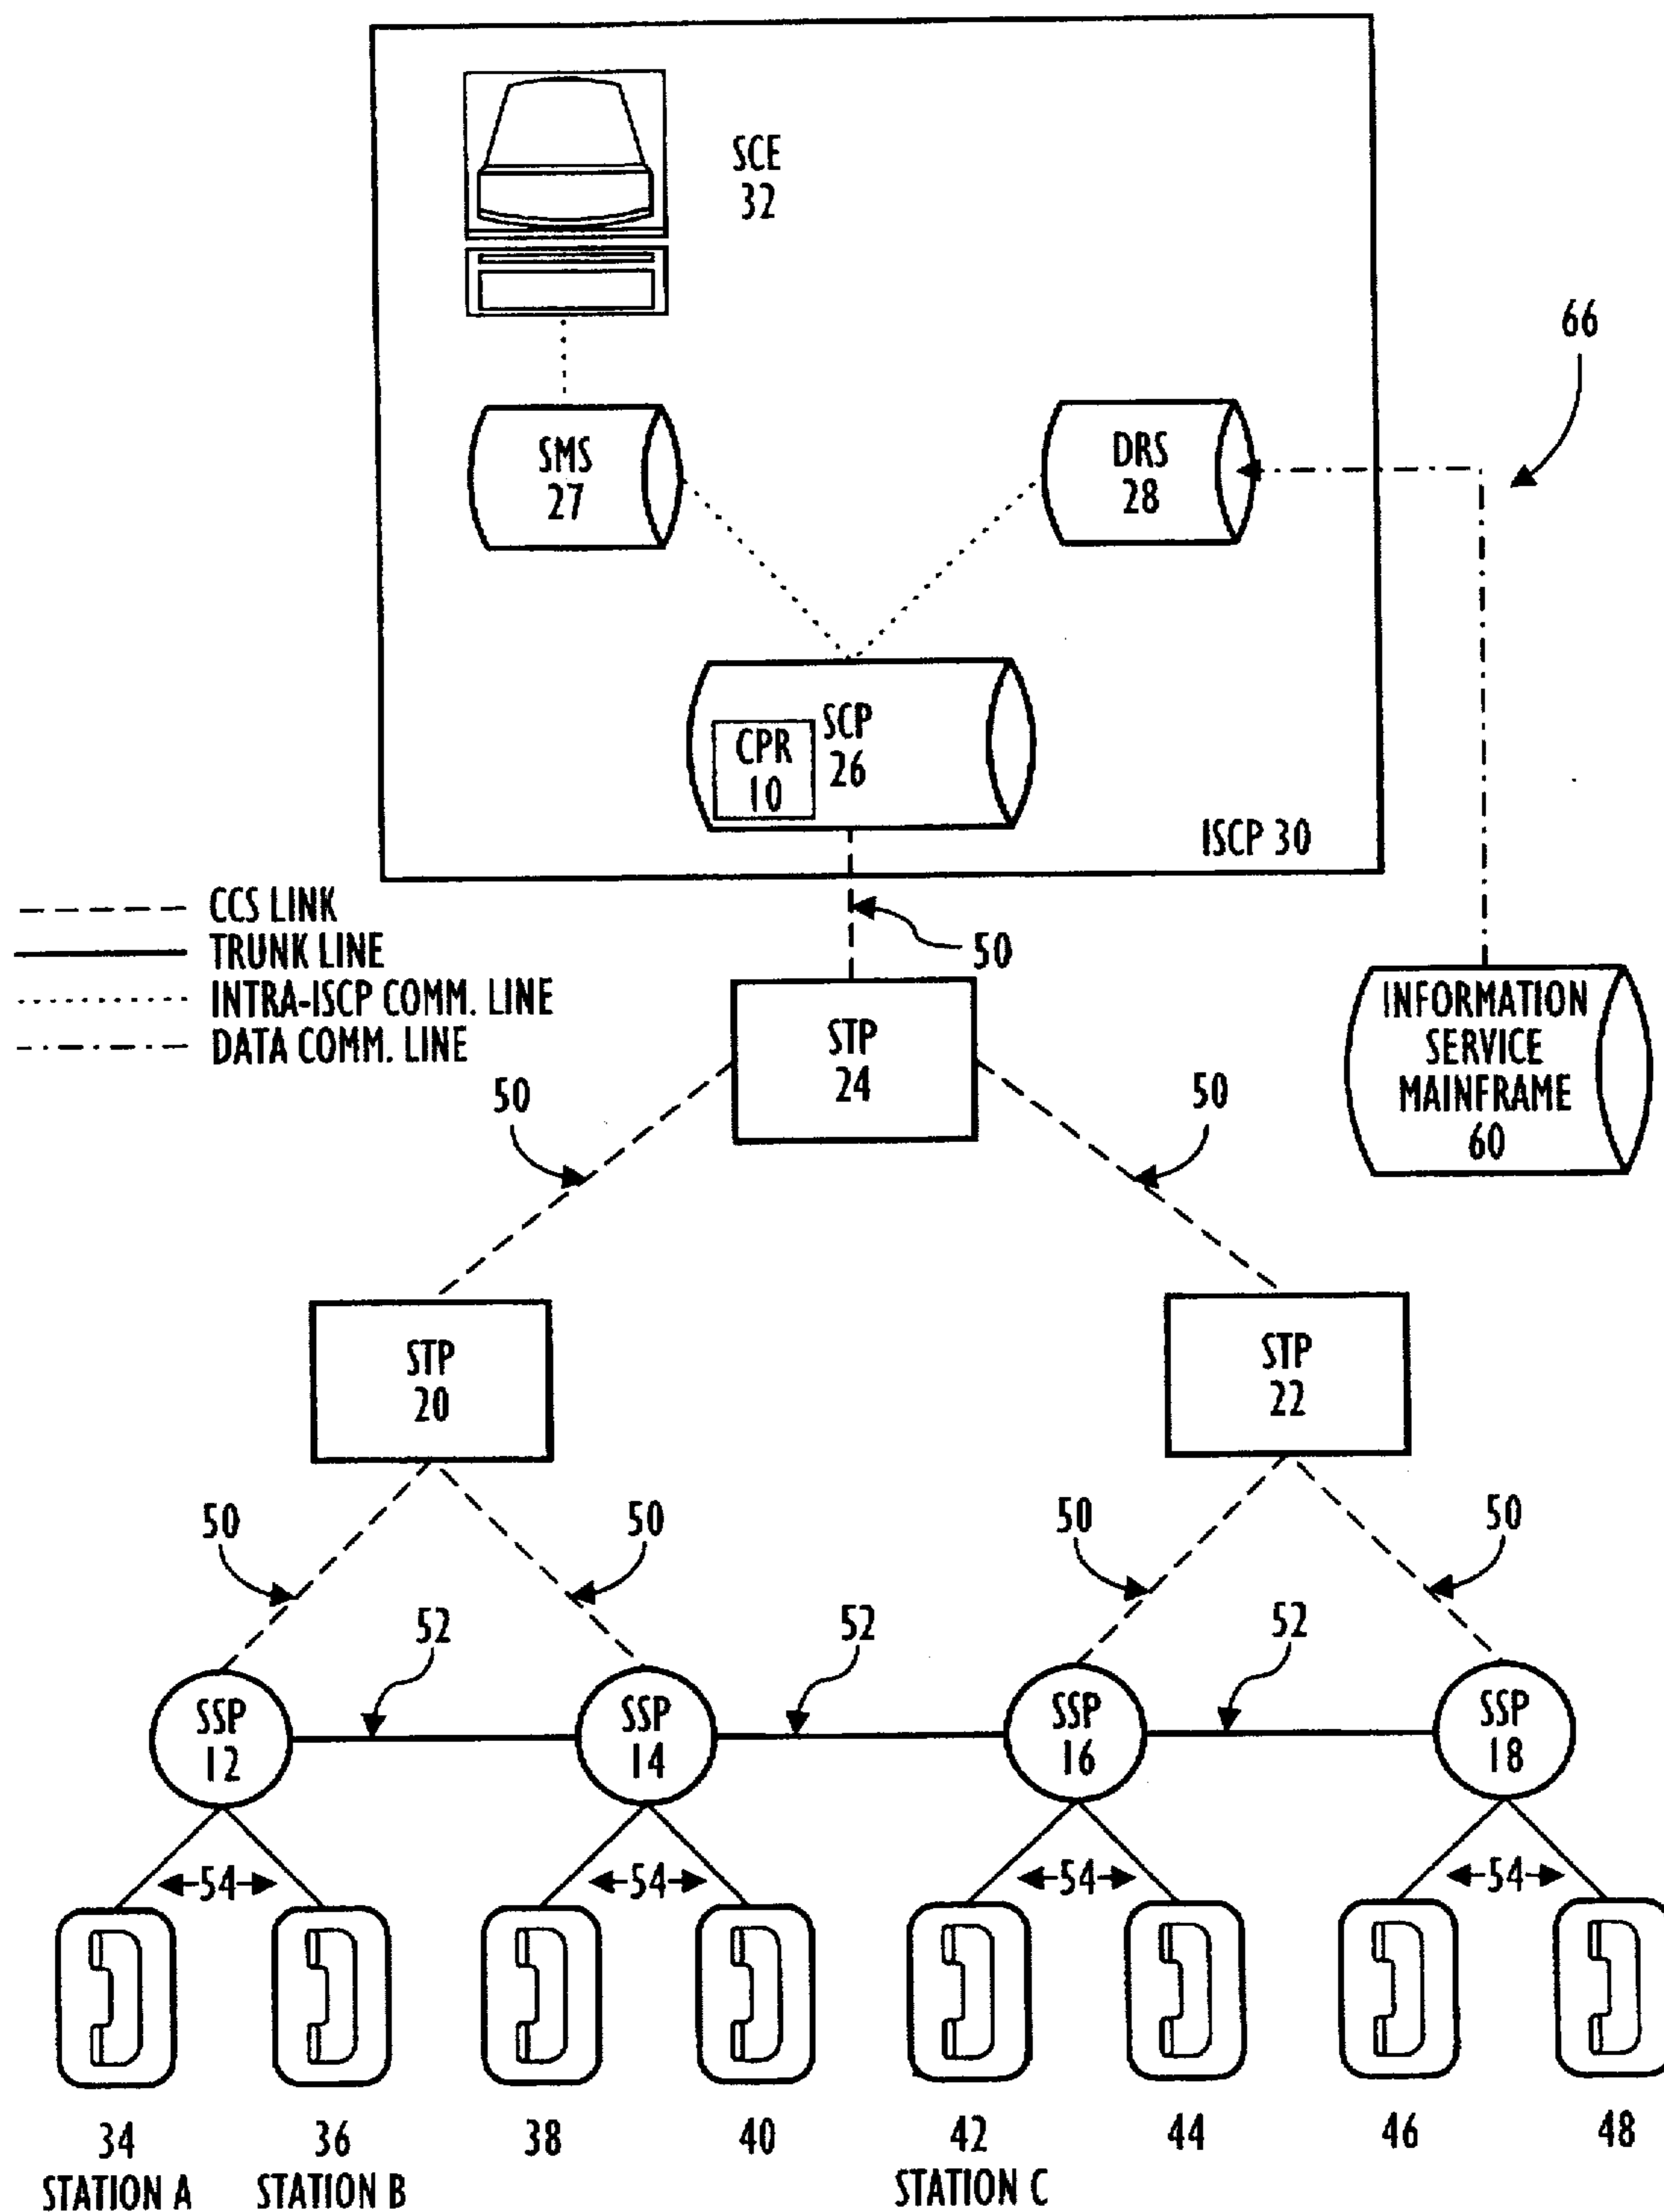 SCE
32
66
SMS
27
DRS
28
SCP
26
CPR
10
ISCP 30
CCS LINK
TRUNK LINE
INTRA-ISCP COMM. LINE
DATA COMM. LINE
50
INFORMATION
SERVICE
MAINFRAME
60
STP
24
50
50
STP
20
STP
22
50
50
50
50
52
52
52
SSP
12
SSP
14
SSP
16
SSP
18
54
54
54
54
34
STATION A
36
STATION B
38
40
42
STATION C
44
46
48